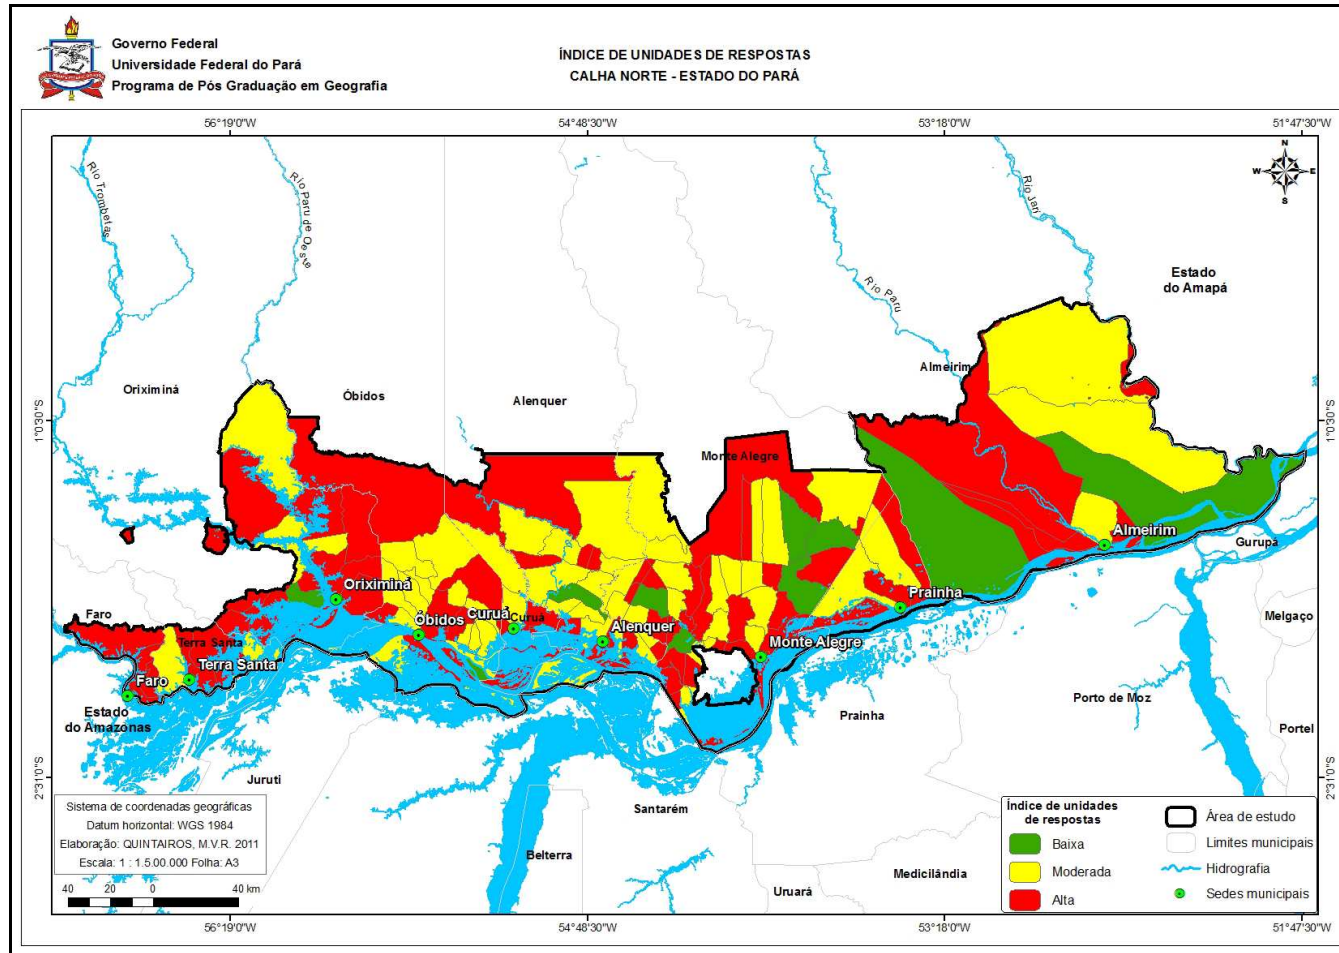 Governo Federal
Universidade Federal do Pará
Programa de Pós Graduação em Geografia
ÍNDICE DE UNIDADES DE RESPOSTAS
CALHA NORTE - ESTADO DO PARÁ
56°19'0"W
54°48'30"W
53°18'0"W
51°47'30"W
N
W
E
S
Rio Trombetas
Rio Paru de Oeste
Rio Jari
Rio Paru
Estado
do Amapá
Oriximiná
Óbidos
Alenquer
Almeirim
Monte Alegre
1°0'30"S
1°0'30"S
Almeirim
Gurupá
Oriximiná
Prainha
Óbidos
Curuá
Curuá
Alenquer
Faro
Terra Santa
Monte Alegre
Melgaço
Terra Santa
Faro
Estado
do Amazonas
Prainha
Porto de Moz
Portel
Juruti
2°31'0"S
2°31'0"S
Santarém
Belterra
Uruará
Medicilândia
Sistema de coordenadas geográficas
Datum horizontal: WGS 1984
Elaboração: QUINTAIROS, M.V.R. 2011
Escala: 1 : 1.5.00.000 Folha: A3
40 20 0 40 km
Índice de unidades
de respostas
Baixa
Moderada
Alta
Área de estudo
Limites municipais
Hidrografia
Sedes municipais
56°19'0"W
54°48'30"W
53°18'0"W
51°47'30"W